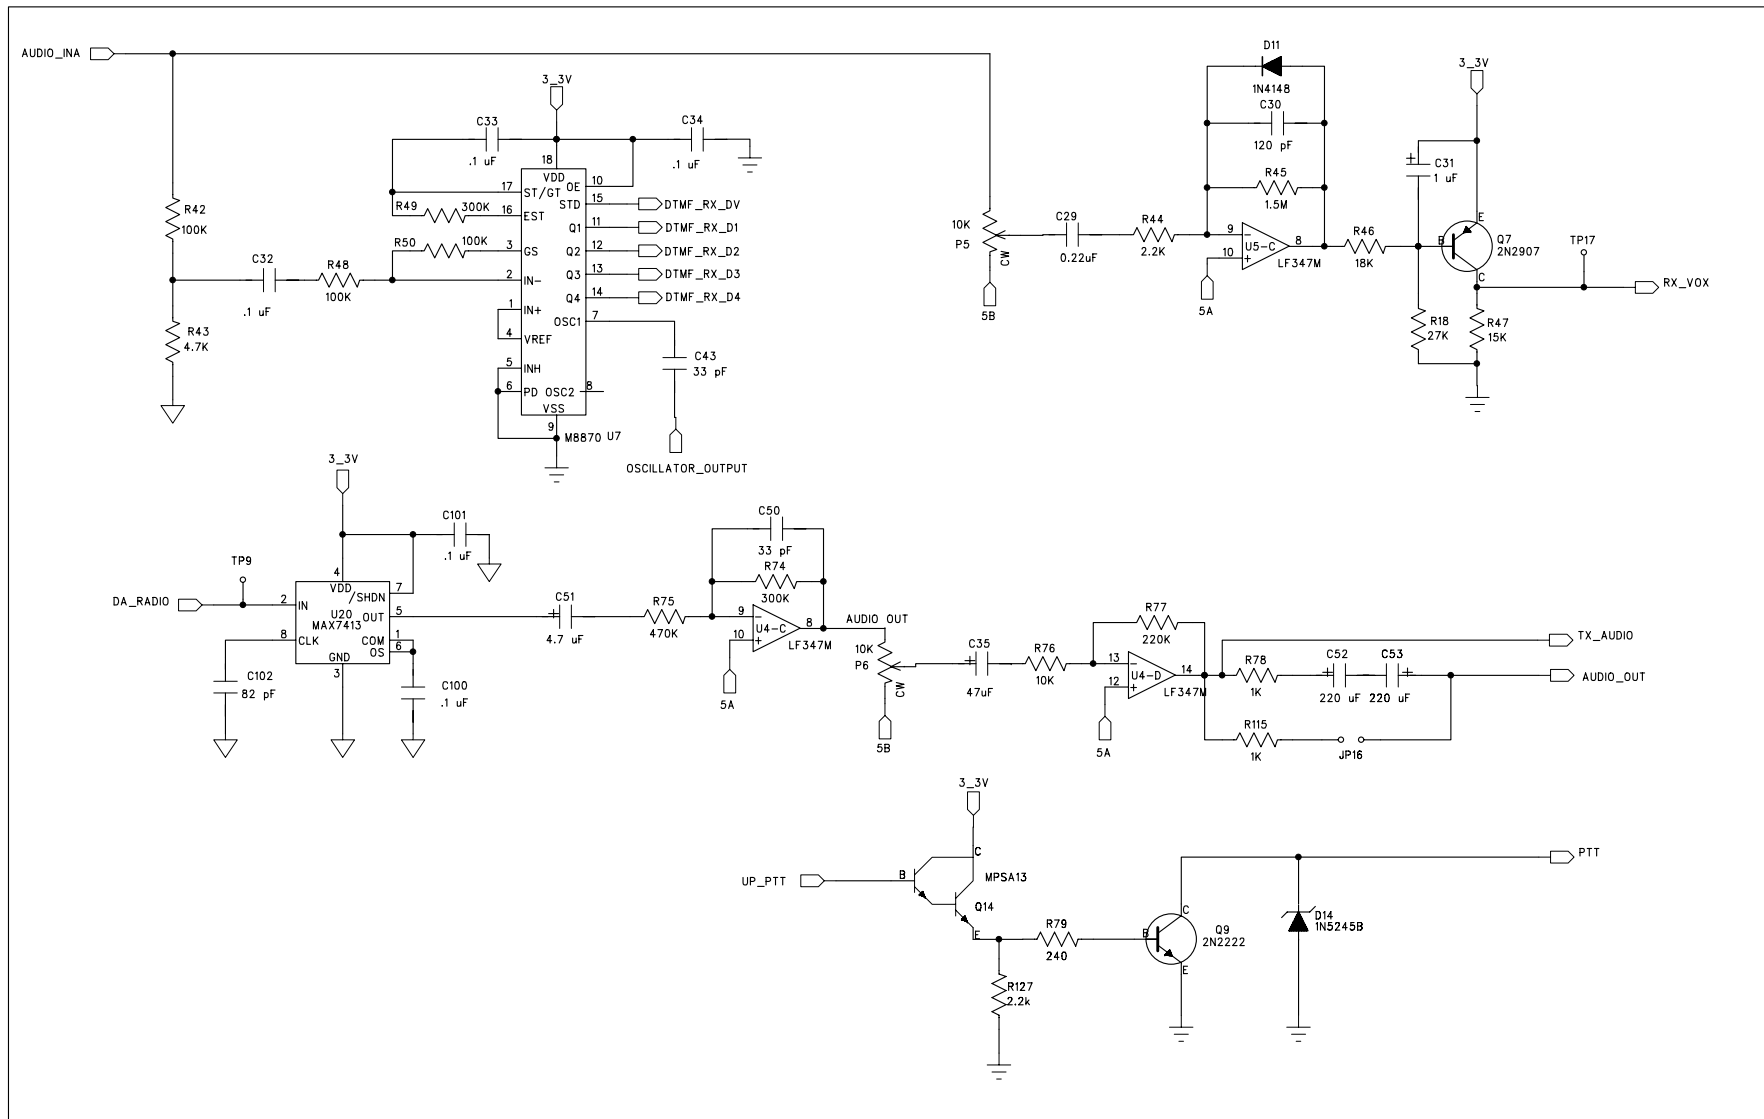 AUDIO_INA
R42
100K
R43
4.7K
C32
.1 uF
R48
100K
3_3V
C33
.1 uF
C34
.1 uF
R49
300K
R50
100K
18
VDD
17
ST/GT
16
EST
3
GS
2
IN-
1
IN+
4
VREF
5
INH
6
PD
OE
10
STD
15
Q1
11
Q2
12
Q3
13
Q4
14
OSC1
7
OSC2
8
VSS
9
M8870 U7
DTMF_RX_DV
DTMF_RX_D1
DTMF_RX_D2
DTMF_RX_D3
DTMF_RX_D4
C43
33 pF
OSCILLATOR_OUTPUT
10K
P5
CW
5B
C29
0.22uF
R44
2.2K
D11
1N4148
C30
120 pF
R45
1.5M
9
-
10
+
U5-C
8
LF347M
5A
R46
18K
3_3V
+
C31
1 uF
B
E
C
Q7
2N2907
TP17
RX_VOX
R18
27K
R47
15K
3_3V
C101
.1 uF
TP9
DA_RADIO
4
VDD
7
/SHDN
2
IN
U20
MAX7413
OUT
5
8
CLK
COM
1
OS
6
GND
3
C102
82 pF
C100
.1 uF
+
C51
4.7 uF
R75
470K
C50
33 pF
R74
300K
9
-
10
+
U4-C
8
LF347M
5A
AUDIO OUT
10K
P6
CW
5B
+
C35
47uF
R76
10K
R77
220K
13
-
12
+
U4-D
14
LF347M
5A
TX_AUDIO
R78
1K
+
C52
220 uF
C53
+
220 uF
AUDIO_OUT
R115
1K
JP16
3_3V
UP_PTT
B
C
MPSA13
Q14
E
R79
240
R127
2.2k
B
C
E
Q9
2N2222
D14
1N5245B
PTT